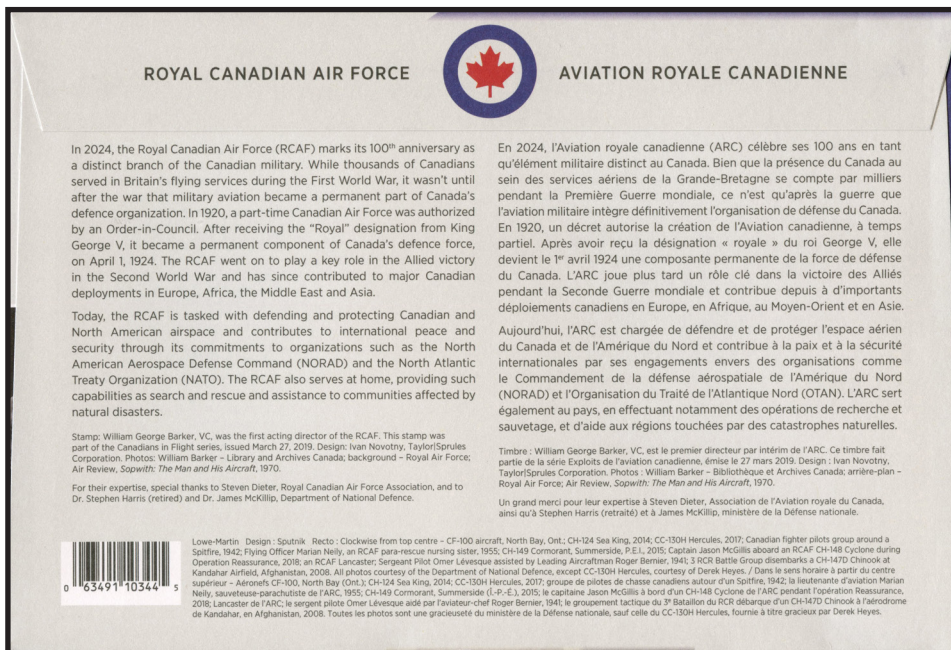 ROYAL CANADIAN AIR FORCE
AVIATION ROYALE CANADIENNE
In 2024, the Royal Canadian Air Force (RCAF) marks its 100th anniversary as
a distinct branch of the Canadian military. While thousands of Canadians
served in Britain's flying services during the First World War, it wasn't until
after the war that military aviation became a permanent part of Canada's
defence organization. In 1920, a part-time Canadian Air Force was authorized
by an Order-in-Council. After receiving the "Royal" designation from King
George V, it became a permanent component of Canada's defence force,
on April 1, 1924. The RCAF went on to play a key role in the Allied victory
in the Second World War and has since contributed to major Canadian
deployments in Europe, Africa, the Middle East and Asia.
Today, the RCAF is tasked with defending and protecting Canadian and
North American airspace and contributes to international peace and
security through its commitments to organizations such as the North
American Aerospace Defense Command (NORAD) and the North Atlantic
Treaty Organization (NATO). The RCAF also serves at home, providing such
capabilities as search and rescue and assistance to communities affected by
natural disasters.
Stamp: William George Barker, VC, was the first acting director of the RCAF. This stamp was
part of the Canadians in Flight series, issued March 27, 2019. Design: Ivan Novotny, Taylor|Sprules
Corporation. Photos: William Barker – Library and Archives Canada; background – Royal Air Force;
Air Review, Sopwith: The Man and His Aircraft, 1970.
For their expertise, special thanks to Steven Dieter, Royal Canadian Air Force Association, and to
Dr. Stephen Harris (retired) and Dr. James McKillip, Department of National Defence.
En 2024, l'Aviation royale canadienne (ARC) célèbre ses 100 ans en tant
qu'élément militaire distinct au Canada. Bien que la présence du Canada au
sein des services aériens de la Grande-Bretagne se compte par milliers
pendant la Première Guerre mondiale, ce n'est qu'après la guerre que
l'aviation militaire intègre définitivement l'organisation de défense du Canada.
En 1920, un décret autorise la création de l'Aviation canadienne, à temps
partiel. Après avoir reçu la désignation « royale » du roi George V, elle
devient le 1er avril 1924 une composante permanente de la force de défense
du Canada. L'ARC joue plus tard un rôle clé dans la victoire des Alliés
pendant la Seconde Guerre mondiale et contribue depuis à d'importants
déploiements canadiens en Europe, en Afrique, au Moyen-Orient et en Asie.
Aujourd'hui, l'ARC est chargée de défendre et de protéger l'espace aérien
du Canada et de l'Amérique du Nord et contribue à la paix et à la sécurité
internationales par ses engagements envers des organisations comme
le Commandement de la défense aérospatiale de l'Amérique du Nord
(NORAD) et l'Organisation du Traité de l'Atlantique Nord (OTAN). L'ARC sert
également au pays, en effectuant notamment des opérations de recherche et
sauvetage, et d'aide aux régions touchées par des catastrophes naturelles.
Timbre : William George Barker, VC, est le premier directeur par intérim de l'ARC. Ce timbre fait
partie de la série Exploits de l'aviation canadienne, émise le 27 mars 2019. Design : Ivan Novotny,
Taylor|Sprules Corporation. Photos : William Barker – Bibliothèque et Archives Canada; arrière-plan –
Royal Air Force; Air Review, Sopwith: The Man and His Aircraft, 1970.
Un grand merci pour leur expertise à Steven Dieter, Association de l'Aviation royale du Canada,
ainsi qu'à Stephen Harris (retraité) et à James McKillip, ministère de la Défense nationale.
0 63491 10344 5
Lowe-Martin Design : Sputnik Recto : Clockwise from top centre – CF-100 aircraft, North Bay, Ont.; CH-124 Sea King, 2014; CC-130H Hercules, 2017; Canadian fighter pilots group around a
Spitfire, 1942; Flying Officer Marian Neily, an RCAF para-rescue nursing sister, 1955; CH-149 Cormorant, Summerside, P.E.I., 2015; Captain Jason McGillis aboard an RCAF CH-148 Cyclone during
Operation Reassurance, 2018; an RCAF Lancaster; Sergeant Pilot Omer Lévesque assisted by Leading Aircraftman Roger Bernier, 1941; 3 RCR Battle Group disembarks a CH-147D Chinook at
Kandahar Airfield, Afghanistan, 2008. All photos courtesy of the Department of National Defence, except CC-130H Hercules, courtesy of Derek Heyes. / Dans le sens horaire à partir du centre
supérieur – Aéronefs CF-100, North Bay (Ont.); CH-124 Sea King, 2014; CC-130H Hercules, 2017; groupe de pilotes de chasse canadiens autour d'un Spitfire, 1942; la lieutenante d'aviation Marian
Neily, sauveteuse-parachutiste de l'ARC, 1955; CH-149 Cormorant, Summerside (Î.-P.-É.), 2015; le capitaine Jason McGillis à bord d'un CH-148 Cyclone de l'ARC pendant l'opération Reassurance,
2018; Lancaster de l'ARC; le sergent pilote Omer Lévesque aidé par l'aviateur-chef Roger Bernier, 1941; le groupement tactique du 3e Bataillon du RCR débarque d'un CH-147D Chinook à l'aérodrome
de Kandahar, en Afghanistan, 2008. Toutes les photos sont une gracieuseté du ministère de la Défense nationale, sauf celle du CC-130H Hercules, fournie à titre gracieux par Derek Heyes.